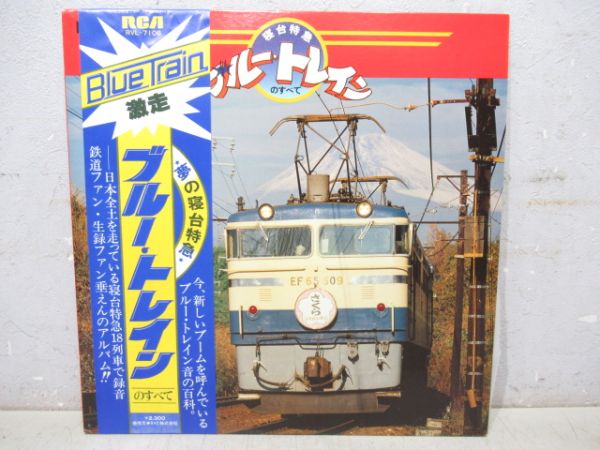 RCA
RVL-7106
Blue Train
激走
ブルー・トレイン
のすべて
・夢の寝台特急・
――日本全土を走っている寝台特急18列車で録音
鉄道ファン・生録ファン垂えんのアルバム!!
今、新しいブームを呼んでいる
ブルー・トレイン音の百科。
¥2,300
寝台特急
ブルー・トレイン
のすべて
EF65 509
さくら